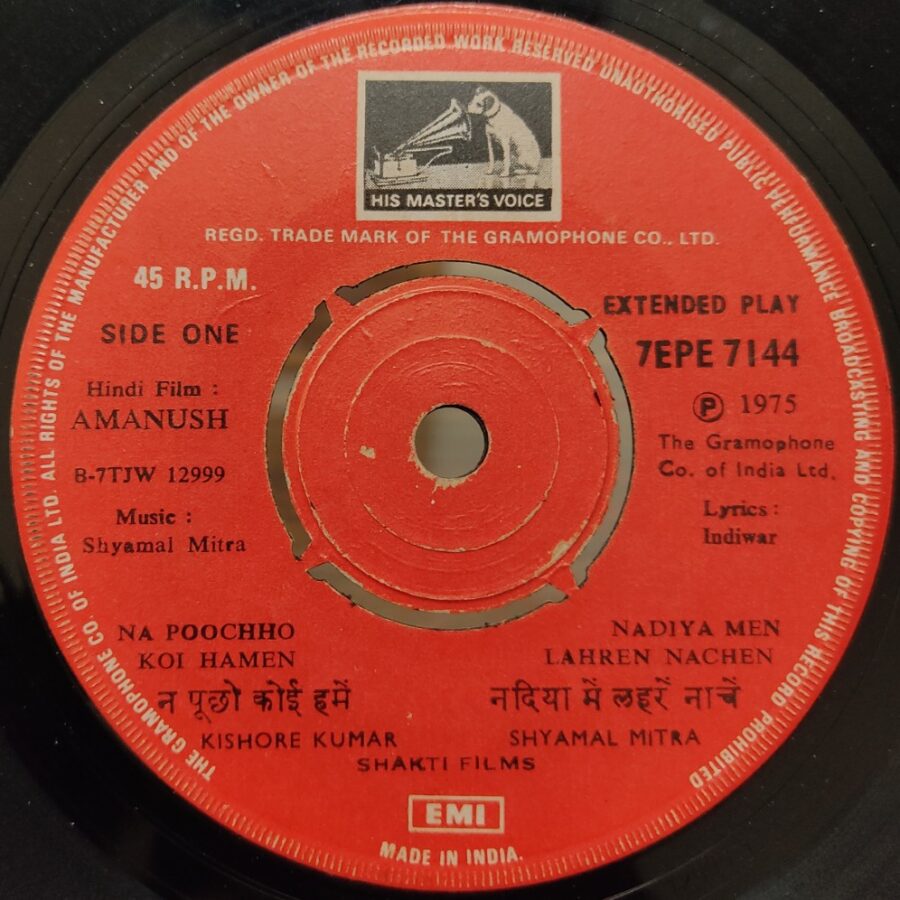 THE GRAMOPHONE CO. OF INDIA LTD. ALL RIGHTS OF THE MANUFACTURER AND OF THE OWNER OF THE RECORDED WORK RESERVED UNAUTHORISED PUBLIC PERFORMANCE BROADCASTING AND COPYING OF THIS RECORD PROHIBITED
HIS MASTER'S VOICE
REGD. TRADE MARK OF THE GRAMOPHONE CO., LTD.
45 R.P.M.
SIDE ONE
Hindi Film :
AMANUSH
B-7TJW 12999
Music :
Shyamal Mitra
EXTENDED PLAY
7EPE 7144
Ⓟ 1975
The Gramophone
Co. of India Ltd.
Lyrics :
Indiwar
NA POOCHHO
KOI HAMEN
न पूछो कोई हमें
KISHORE KUMAR
NADIYA MEN
LAHREN NACHEN
नदिया में लहरें नाचें
SHYAMAL MITRA
SHAKTI FILMS
EMI
MADE IN INDIA.